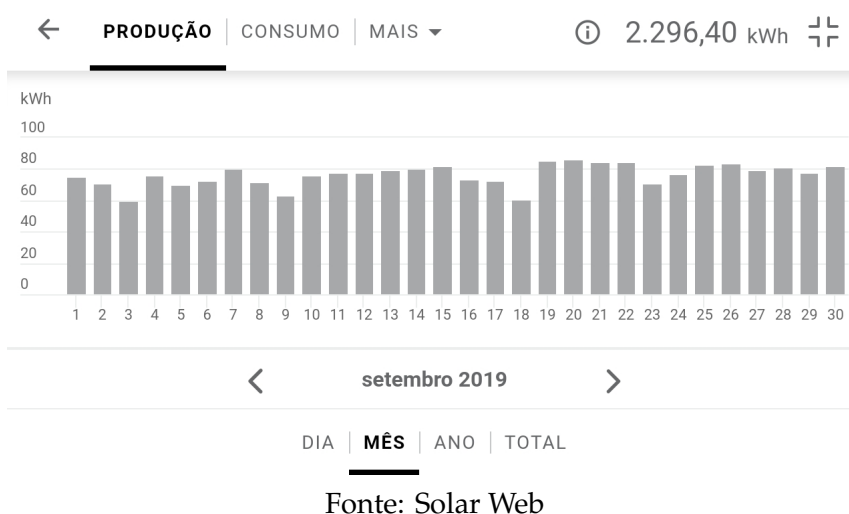 PRODUÇÃO CONSUMO MAIS 2.296,40 kWh
kWh
100
80
60
40
20
0
1 2 3 4 5 6 7 8 9 10 11 12 13 14 15 16 17 18 19 20 21 22 23 24 25 26 27 28 29 30
setembro 2019
DIA MÊS ANO TOTAL
Fonte: Solar Web